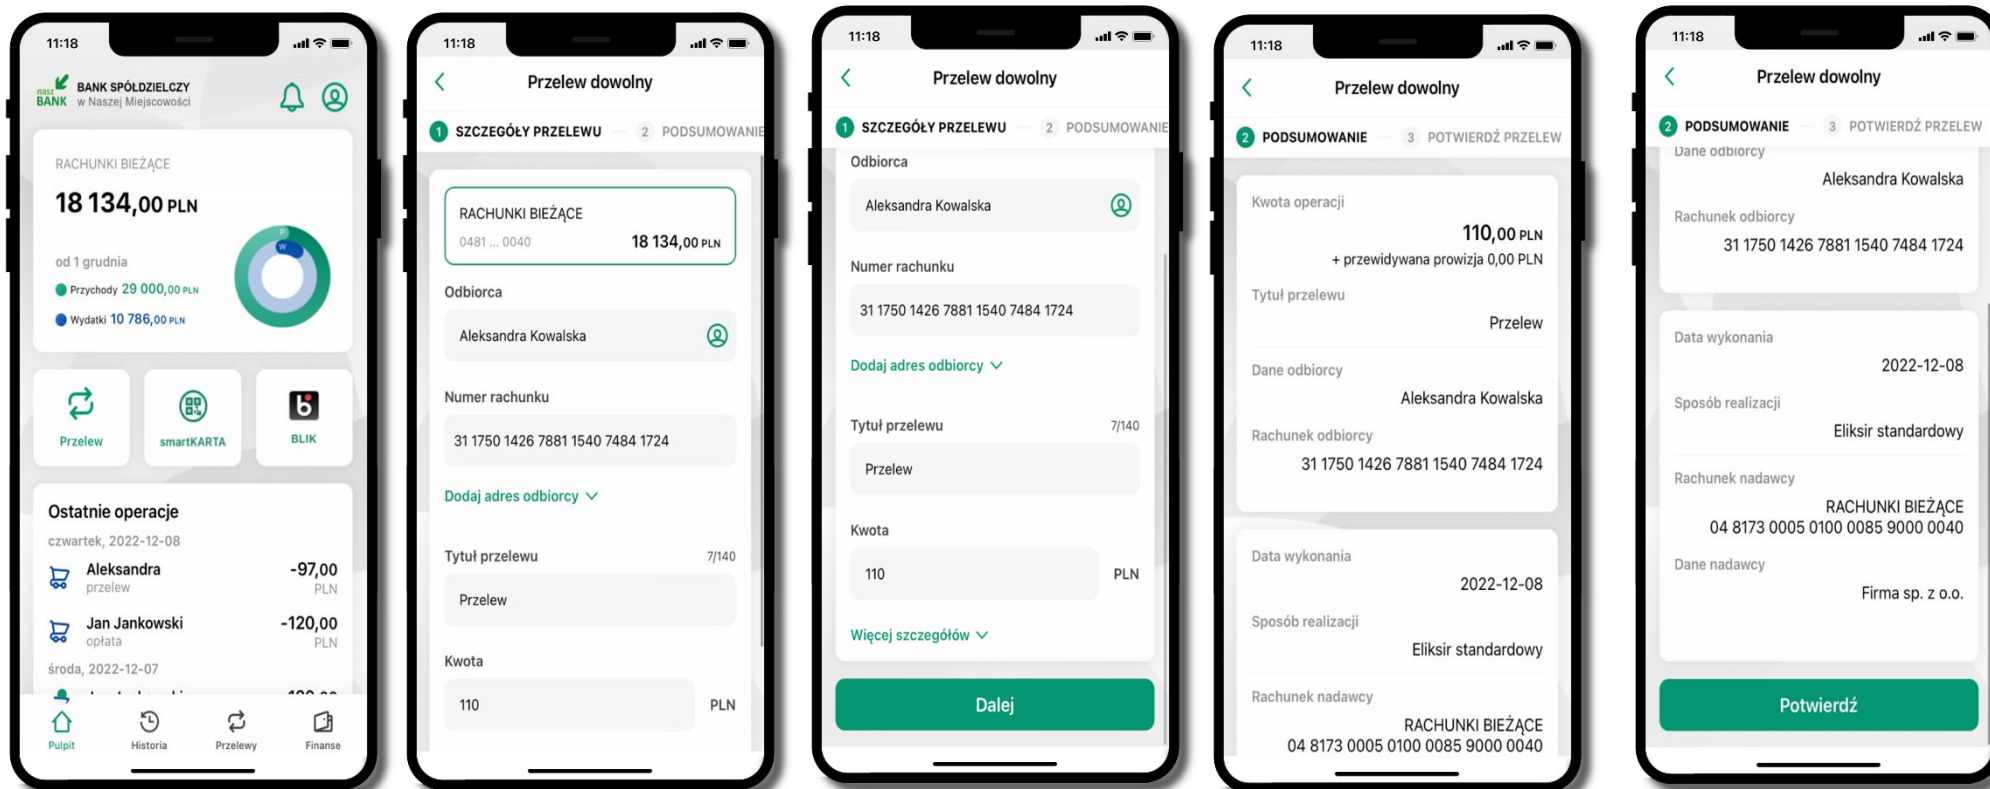 11:18
nasz BANK
BANK SPÓŁDZIELCZY
w Naszej Miejscowości
RACHUNKI BIEŻĄCE
18 134,00 PLN
od 1 grudnia
Przychody 29 000,00 PLN
Wydatki 10 786,00 PLN
P
W
Przelew
smartKARTA
BLIK
Ostatnie operacje
czwartek, 2022-12-08
Aleksandra -97,00
przelew PLN
Jan Jankowski -120,00
opłata PLN
środa, 2022-12-07
Pulpit
Historia
Przelewy
Finanse
11:18
Przelew dowolny
1 SZCZEGÓŁY PRZELEWU 2 PODSUMOWANIE
RACHUNKI BIEŻĄCE
0481 ... 0040 18 134,00 PLN
Odbiorca
Aleksandra Kowalska
Numer rachunku
31 1750 1426 7881 1540 7484 1724
Dodaj adres odbiorcy
Tytuł przelewu 7/140
Przelew
Kwota
110 PLN
11:18
Przelew dowolny
1 SZCZEGÓŁY PRZELEWU 2 PODSUMOWANIE
Odbiorca
Aleksandra Kowalska
Numer rachunku
31 1750 1426 7881 1540 7484 1724
Dodaj adres odbiorcy
Tytuł przelewu 7/140
Przelew
Kwota
110 PLN
Więcej szczegółów
Dalej
11:18
Przelew dowolny
2 PODSUMOWANIE 3 POTWIERDŹ PRZELEW
Kwota operacji
110,00 PLN
+ przewidywana prowizja 0,00 PLN
Tytuł przelewu
Przelew
Dane odbiorcy
Aleksandra Kowalska
Rachunek odbiorcy
31 1750 1426 7881 1540 7484 1724
Data wykonania
2022-12-08
Sposób realizacji
Eliksir standardowy
Rachunek nadawcy
RACHUNKI BIEŻĄCE
04 8173 0005 0100 0085 9000 0040
11:18
Przelew dowolny
2 PODSUMOWANIE 3 POTWIERDŹ PRZELEW
Dane odbiorcy
Aleksandra Kowalska
Rachunek odbiorcy
31 1750 1426 7881 1540 7484 1724
Data wykonania
2022-12-08
Sposób realizacji
Eliksir standardowy
Rachunek nadawcy
RACHUNKI BIEŻĄCE
04 8173 0005 0100 0085 9000 0040
Dane nadawcy
Firma sp. z o.o.
Potwierdź